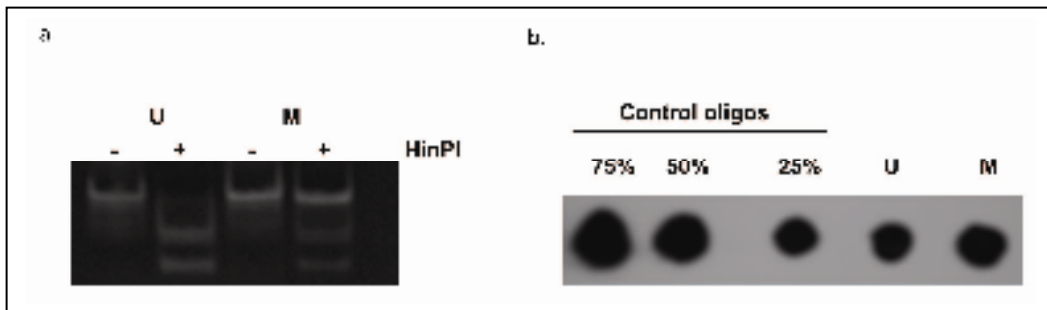 a
b.
U M
- + - + HinPI
Control oligos
75% 50% 25% U M